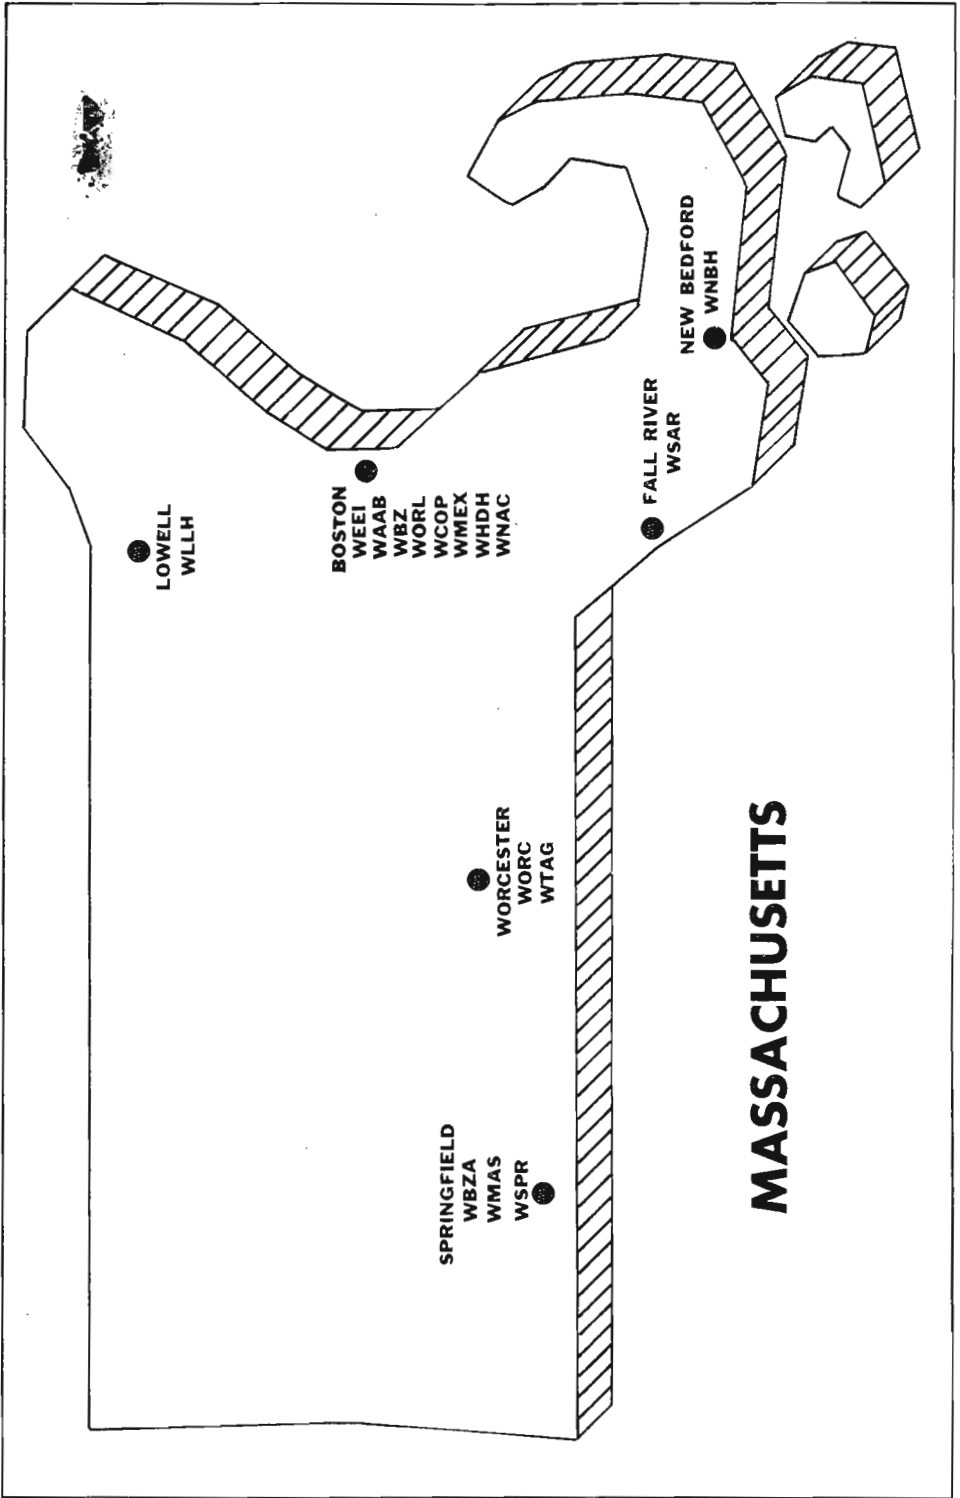 LOWELL
WLLH
BOSTON
WEEI
WAAB
WBZ
WORL
WCOP
WMEX
WHDH
WNAC
SPRINGFIELD
WBZA
WMAS
WSPR
WORCESTER
WORC
WTAG
FALL RIVER
WSAR
NEW BEDFORD
WNBH
MASSACHUSETTS